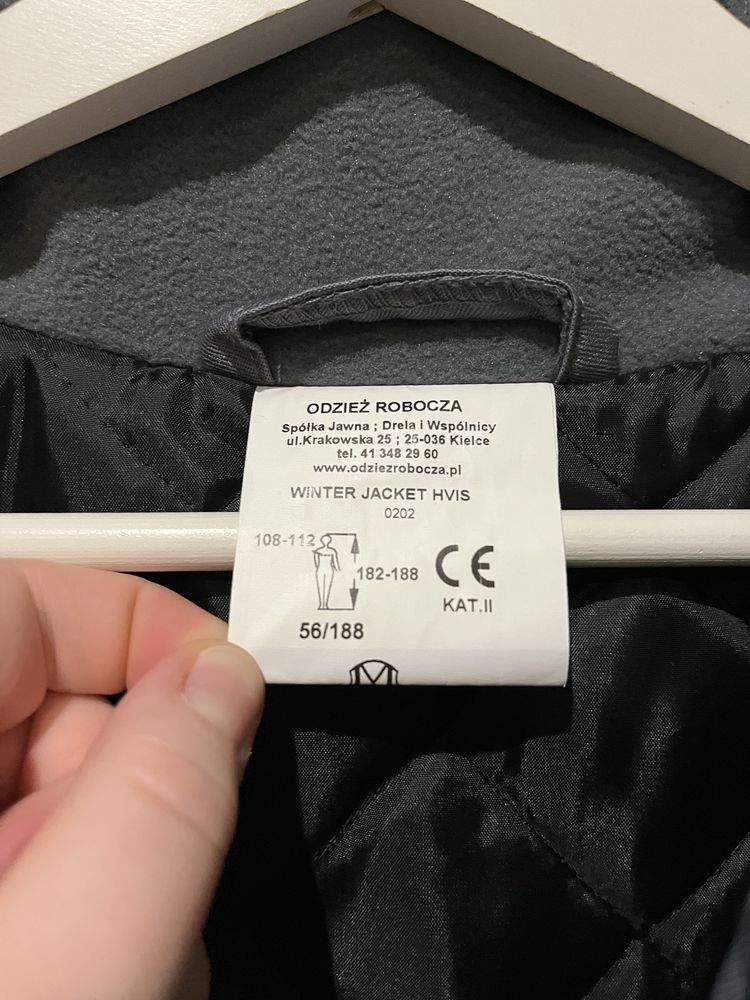 ODZIEŻ ROBOCZA
Spółka Jawna ; Drela i Wspólnicy
ul.Krakowska 25 ; 25-036 Kielce
tel. 41 348 29 60
www.odziezrobocza.pl
WINTER JACKET HVIS
0202
108-112
182-188
CE
KAT.II
56/188